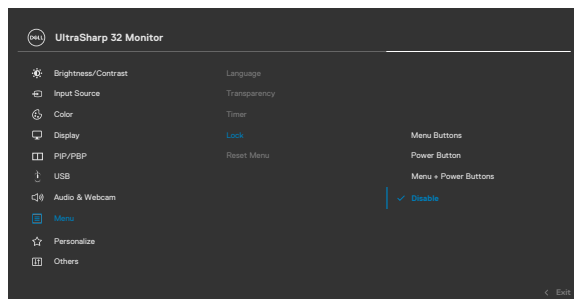 DELL UltraSharp 32 Monitor
Brightness/Contrast
Input Source
Color
Display
PIP/PBP
USB
Audio & Webcam
Menu
Personalize
Others
Language
Transparency
Timer
Lock
Reset Menu
Menu Buttons
Power Button
Menu + Power Buttons
Disable
Exit